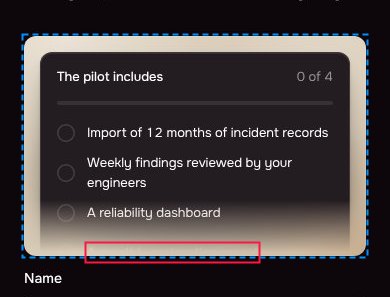 The pilot includes
0 of 4
Import of 12 months of incident records
Weekly findings reviewed by your
engineers
A reliability dashboard
Name